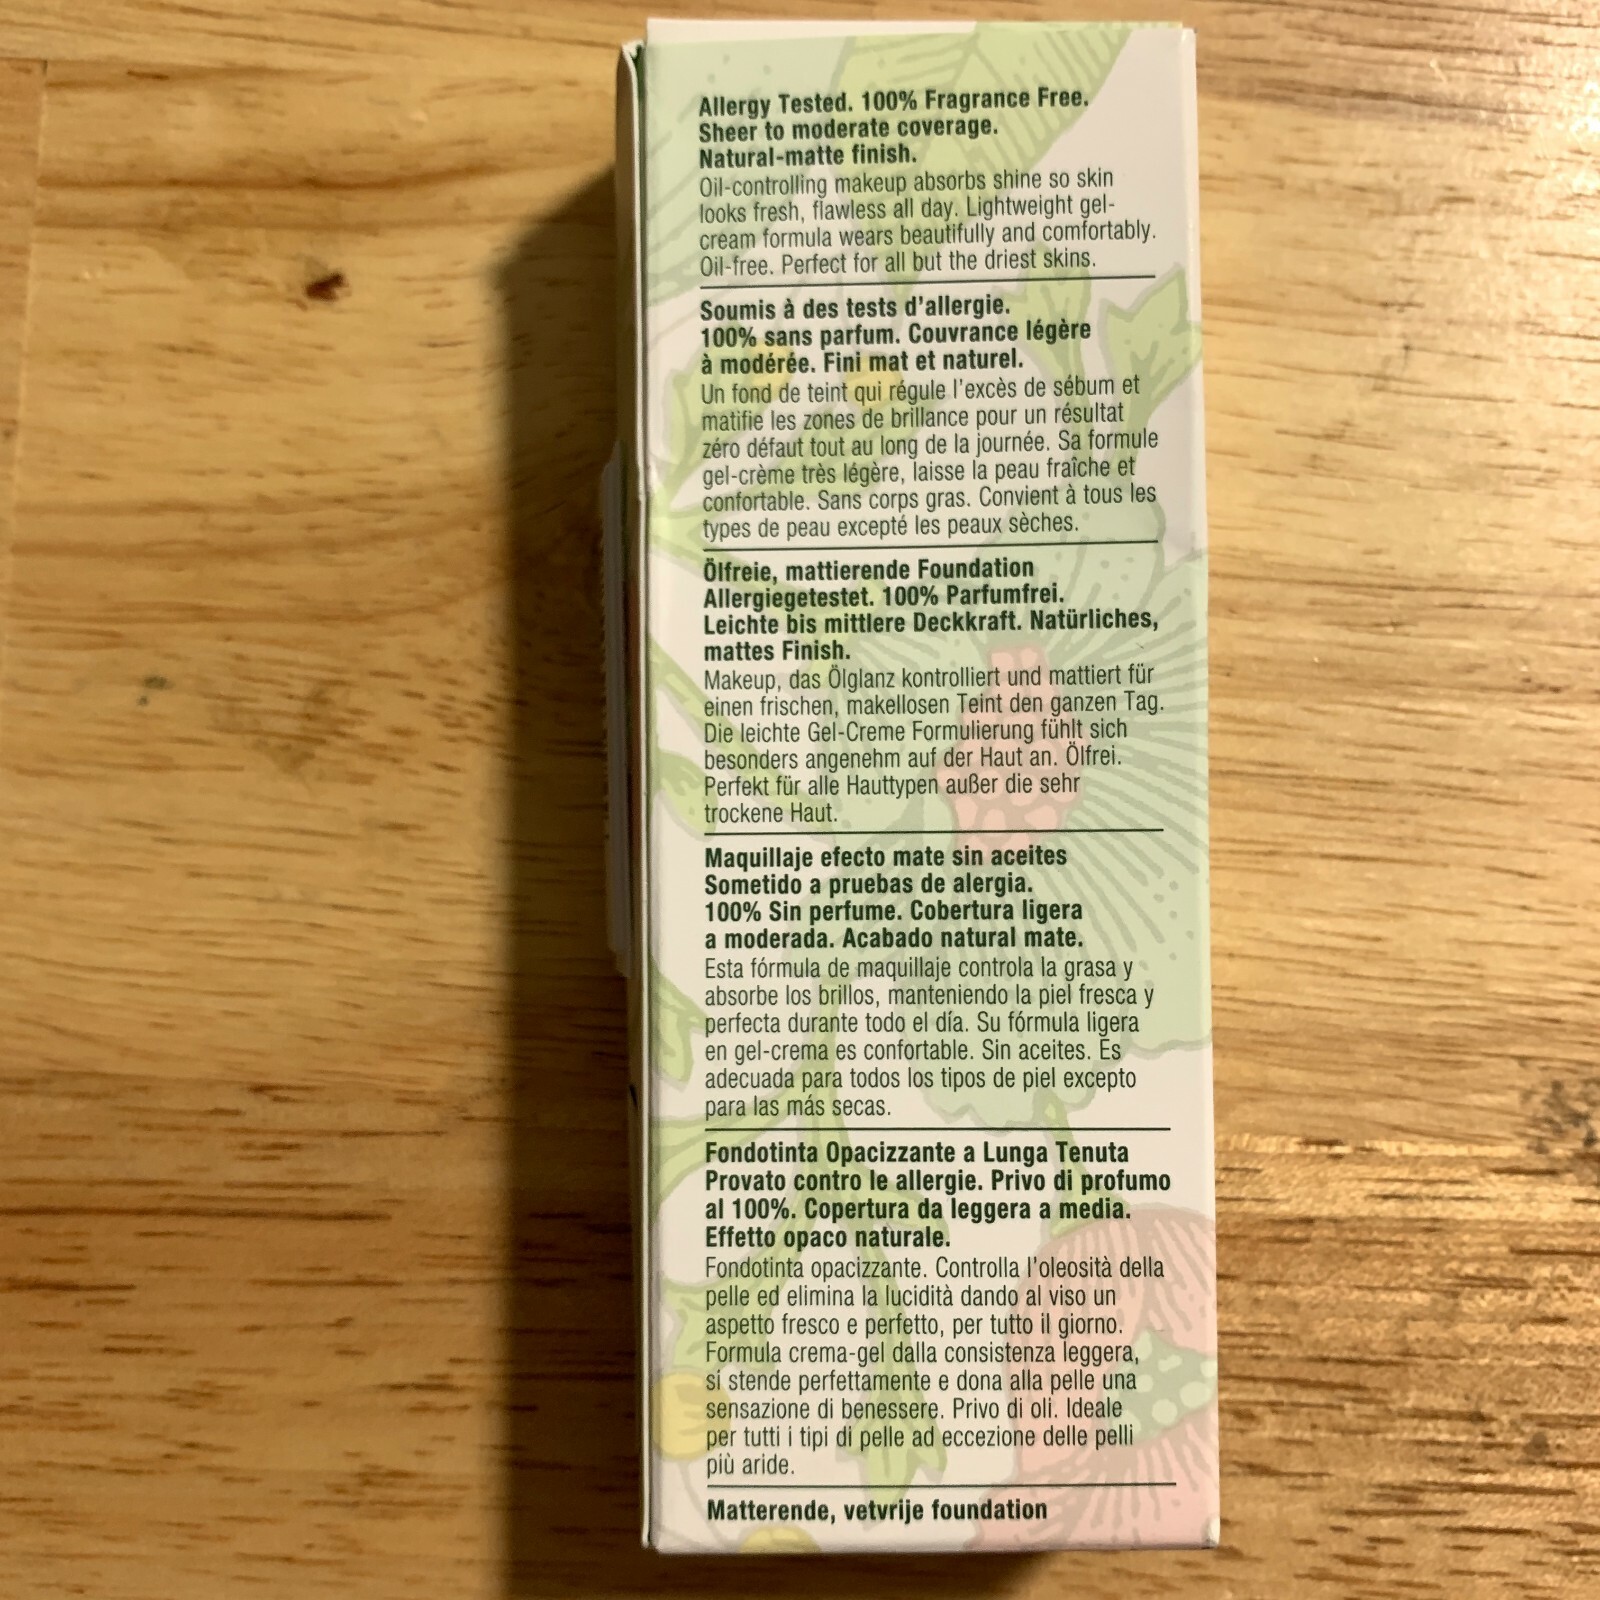 Allergy Tested. 100% Fragrance Free.
Sheer to moderate coverage.
Natural-matte finish.
Oil-controlling makeup absorbs shine so skin
looks fresh, flawless all day. Lightweight gel-
cream formula wears beautifully and comfortably.
Oil-free. Perfect for all but the driest skins.
Soumis à des tests d'allergie.
100% sans parfum. Couvrance légère
à modérée. Fini mat et naturel.
Un fond de teint qui régule l'excès de sébum et
matifie les zones de brillance pour un résultat
zéro défaut tout au long de la journée. Sa formule
gel-crème très légère, laisse la peau fraîche et
confortable. Sans corps gras. Convient à tous les
types de peau excepté les peaux sèches.
Ölfreie, mattierende Foundation
Allergiegetestet. 100% Parfumfrei.
Leichte bis mittlere Deckkraft. Natürliches,
mattes Finish.
Makeup, das Ölglanz kontrolliert und mattiert für
einen frischen, makellosen Teint den ganzen Tag.
Die leichte Gel-Creme Formulierung fühlt sich
besonders angenehm auf der Haut an. Ölfrei.
Perfekt für alle Hauttypen außer die sehr
trockene Haut.
Maquillaje efecto mate sin aceites
Sometido a pruebas de alergia.
100% Sin perfume. Cobertura ligera
a moderada. Acabado natural mate.
Esta fórmula de maquillaje controla la grasa y
absorbe los brillos, manteniendo la piel fresca y
perfecta durante todo el día. Su fórmula ligera
en gel-crema es confortable. Sin aceites. Es
adecuada para todos los tipos de piel excepto
para las más secas.
Fondotinta Opacizzante a Lunga Tenuta
Provato contro le allergie. Privo di profumo
al 100%. Copertura da leggera a media.
Effetto opaco naturale.
Fondotinta opacizzante. Controlla l'oleosità della
pelle ed elimina la lucidità dando al viso un
aspetto fresco e perfetto, per tutto il giorno.
Formula crema-gel dalla consistenza leggera,
si stende perfettamente e dona alla pelle una
sensazione di benessere. Privo di oli. Ideale
per tutti i tipi di pelle ad eccezione delle pelli
più aride.
Matterende, vetvrije foundation